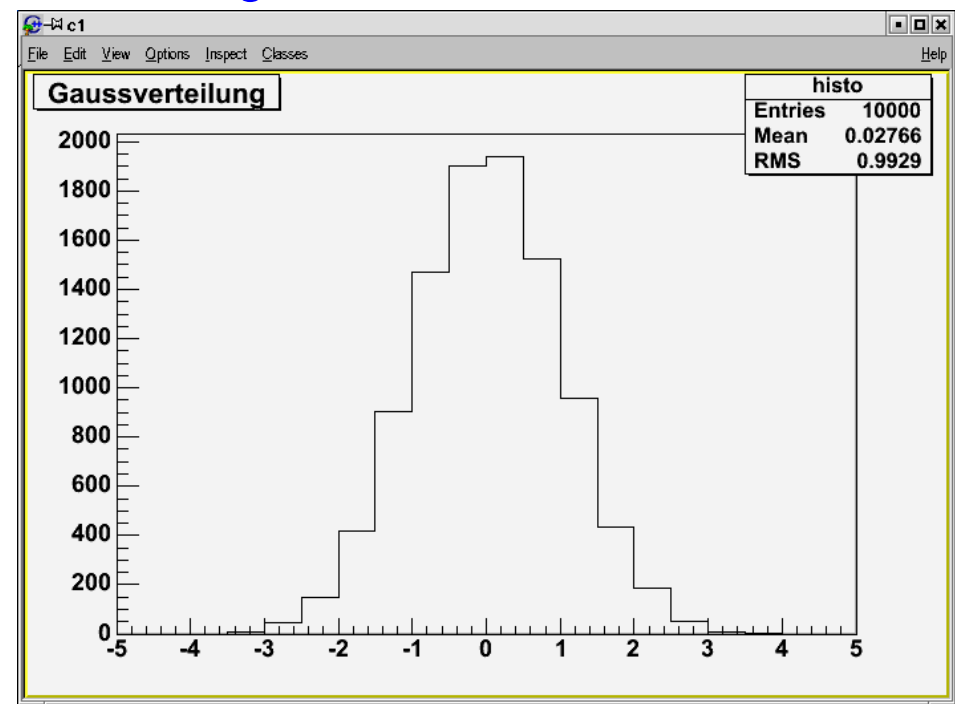 c1
File Edit View Options Inspect Classes Help
Gaussverteilung
histo
Entries 10000
Mean 0.02766
RMS 0.9929
2000
1800
1600
1400
1200
1000
800
600
400
200
0
-5 -4 -3 -2 -1 0 1 2 3 4 5